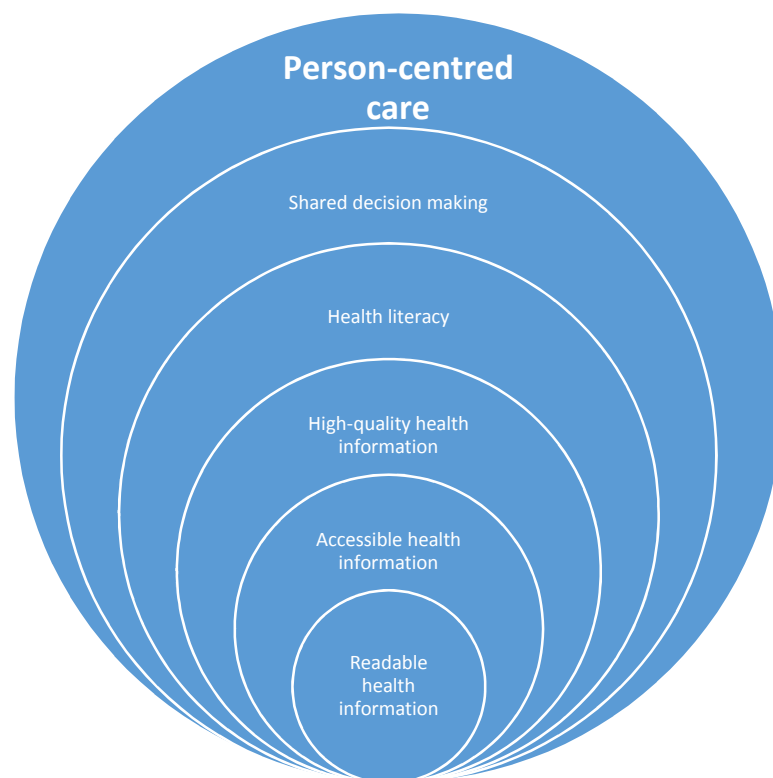 Person-centred
care
Shared decision making
Health literacy
High-quality health
information
Accessible health
information
Readable
health
information